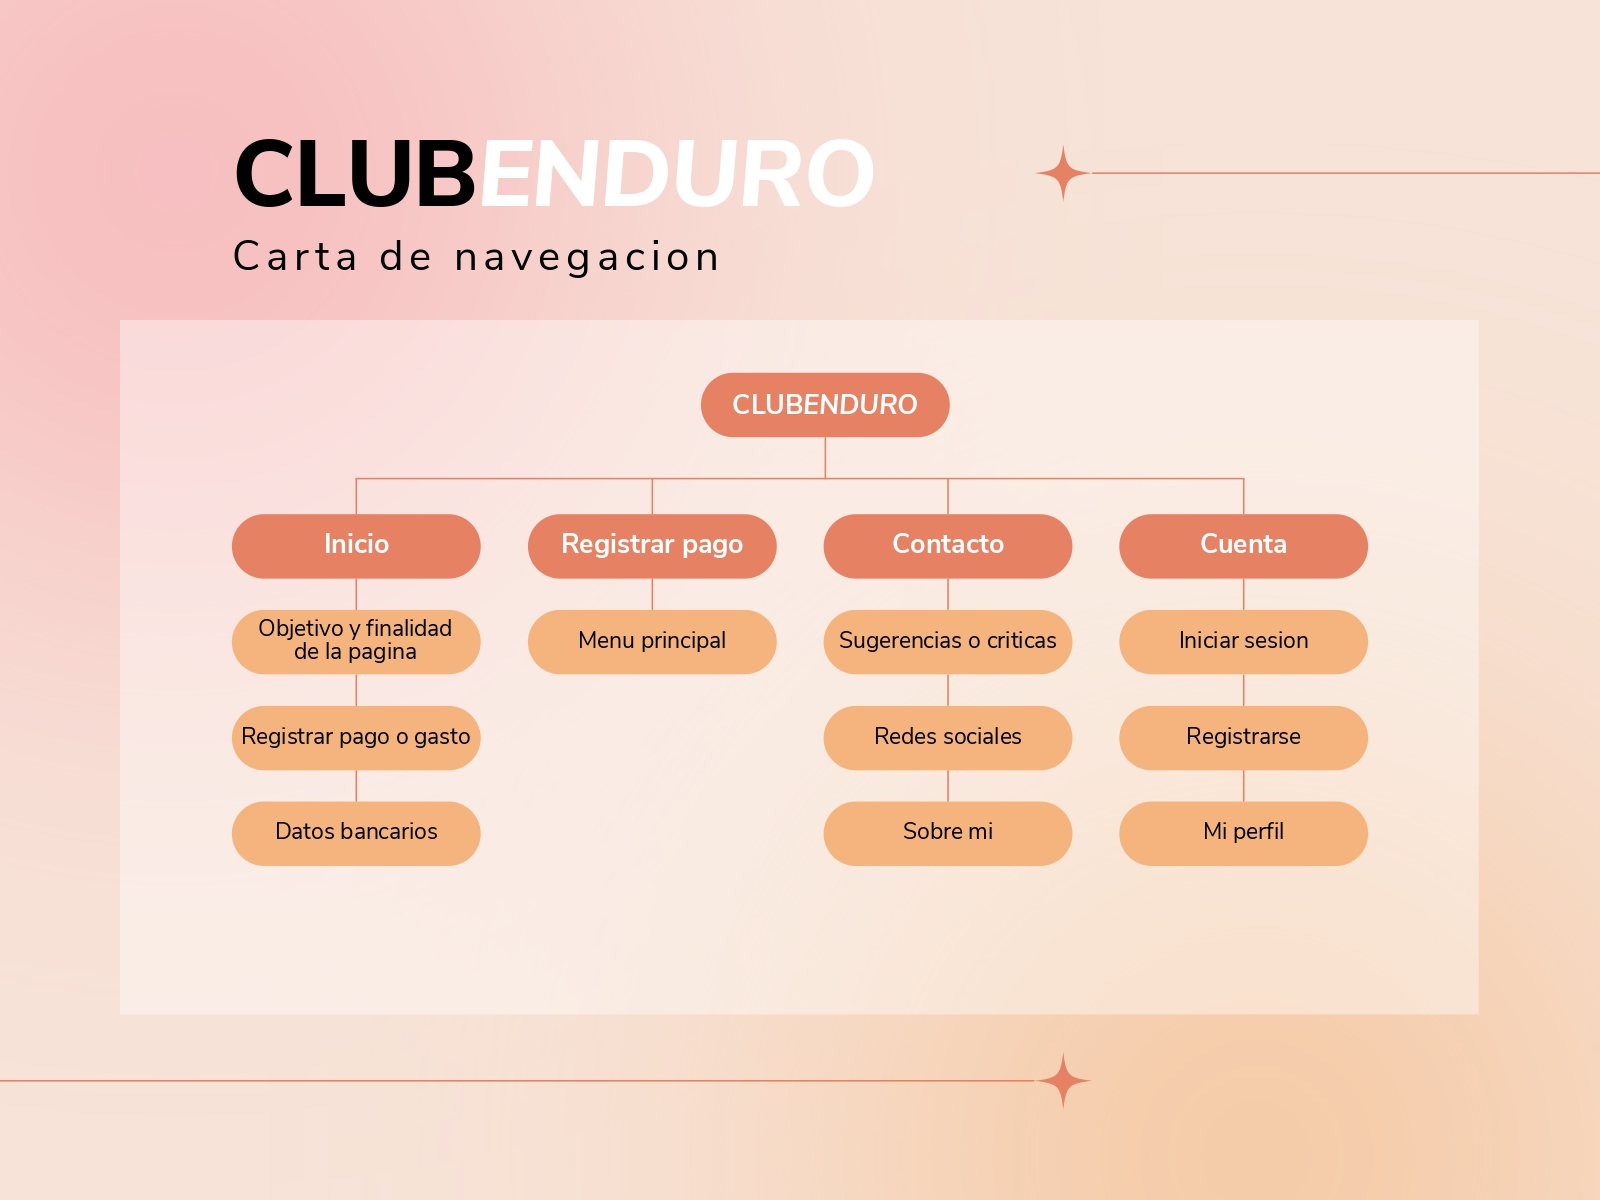 CLUBENDURO
Carta de navegacion
CLUBENDURO
Inicio
Registrar pago
Contacto
Cuenta
Objetivo y finalidad
de la pagina
Menu principal
Sugerencias o criticas
Iniciar sesion
Registrar pago o gasto
Redes sociales
Registrarse
Datos bancarios
Sobre mi
Mi perfil